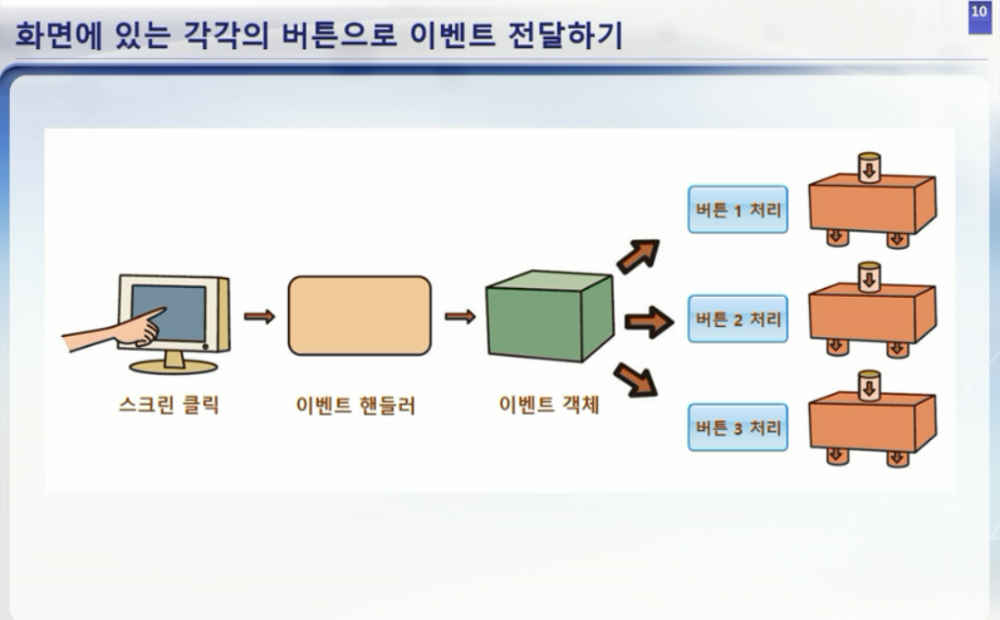 화면에 있는 각각의 버튼으로 이벤트 전달하기
10
버튼 1 처리
버튼 2 처리
버튼 3 처리
스크린 클릭
이벤트 핸들러
이벤트 객체